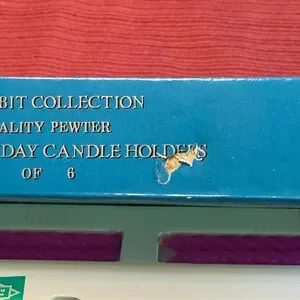 BIT COLLECTION
ALITY PEWTER
DAY CANDLE HOLDERS
OF 6